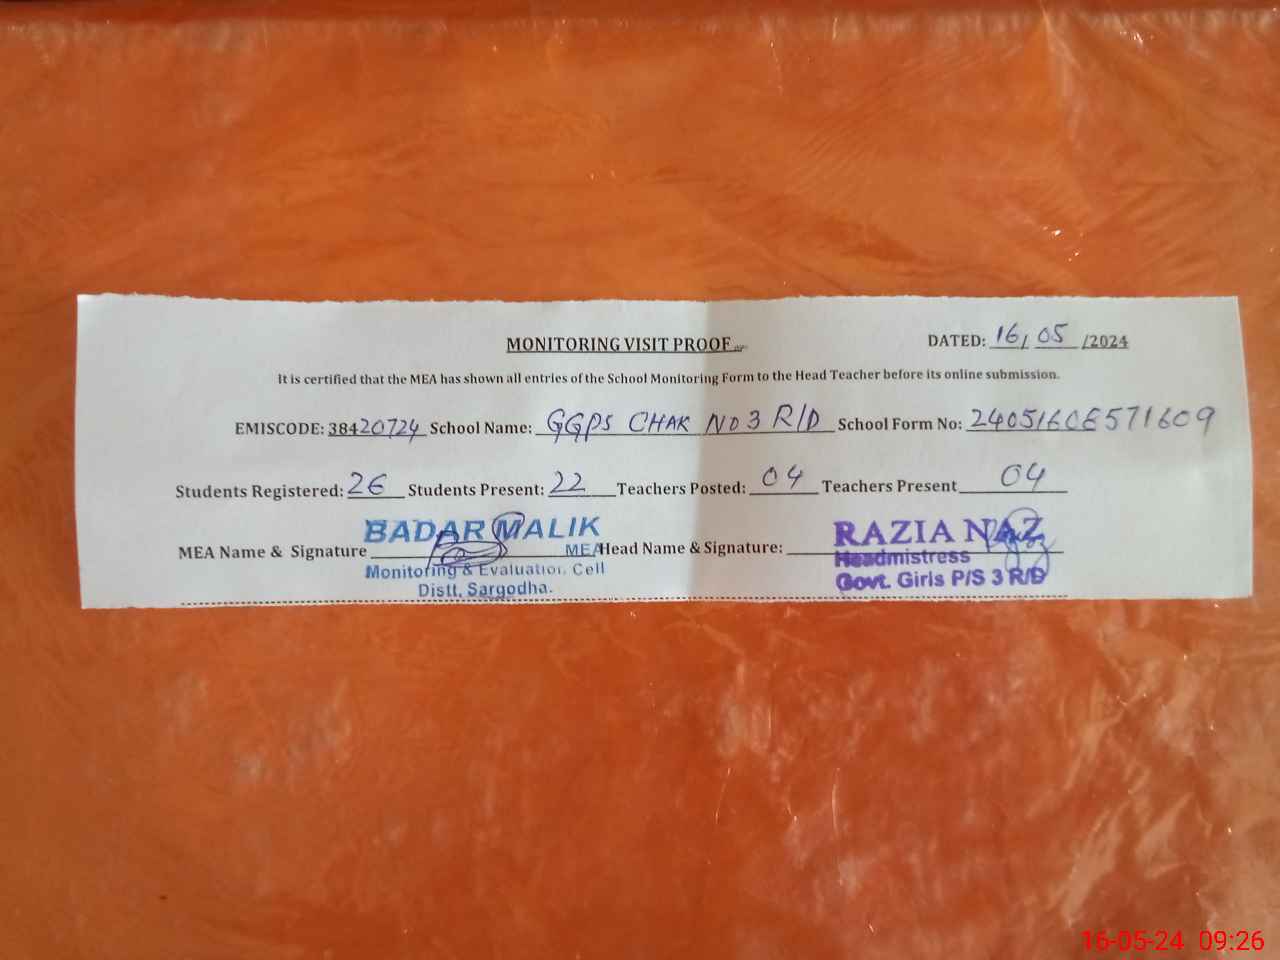 MONITORING VISIT PROOF
DATED: 16/05/2024
It is certified that the MEA has shown all entries of the School Monitoring Form to the Head Teacher before its online submission.
EMISCODE: 38420724 School Name: GGPS CHAK NO 3 R/D School Form No: 240516CE571609
Students Registered: 26 Students Present: 22 Teachers Posted: 04 Teachers Present 04
MEA Name & Signature BADAR MALIK MEA Head Name & Signature: RAZIA NAZ
Monitoring & Evaluation Cell Headmistress
Distt. Sargodha. Govt. Girls P/S 3 R/D
16-05-24 09:26